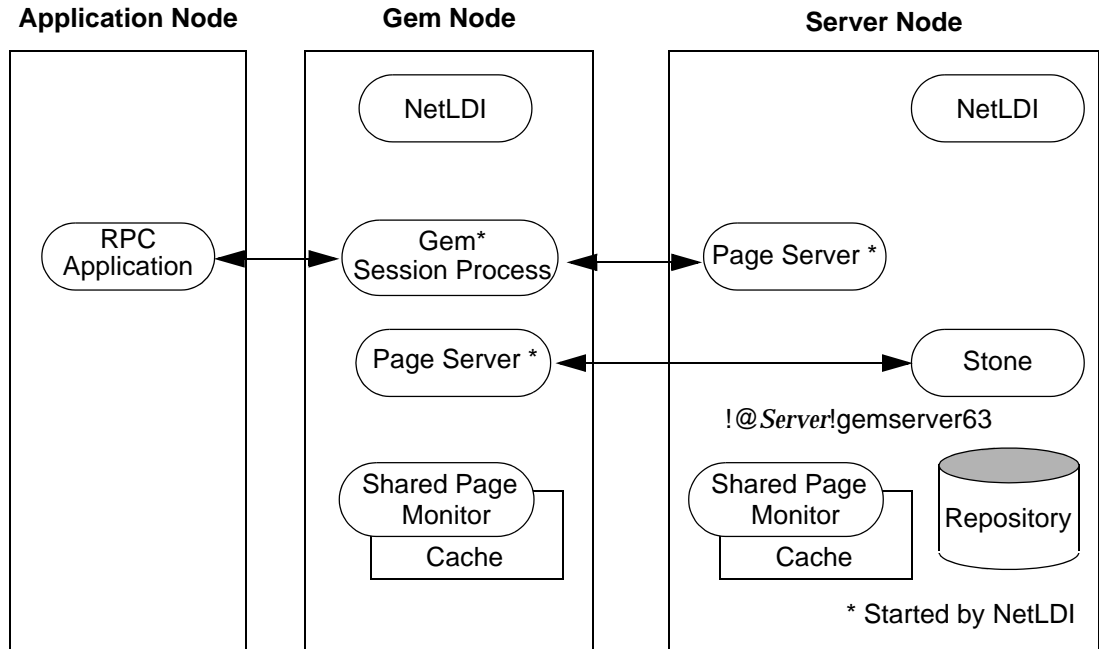 Application Node
Gem Node
Server Node
NetLDI
NetLDI
RPC
Application
Gem*
Session Process
Page Server *
Page Server *
Stone
!@Server!gemserver63
Shared Page
Monitor
Cache
Shared Page
Monitor
Cache
Repository
* Started by NetLDI